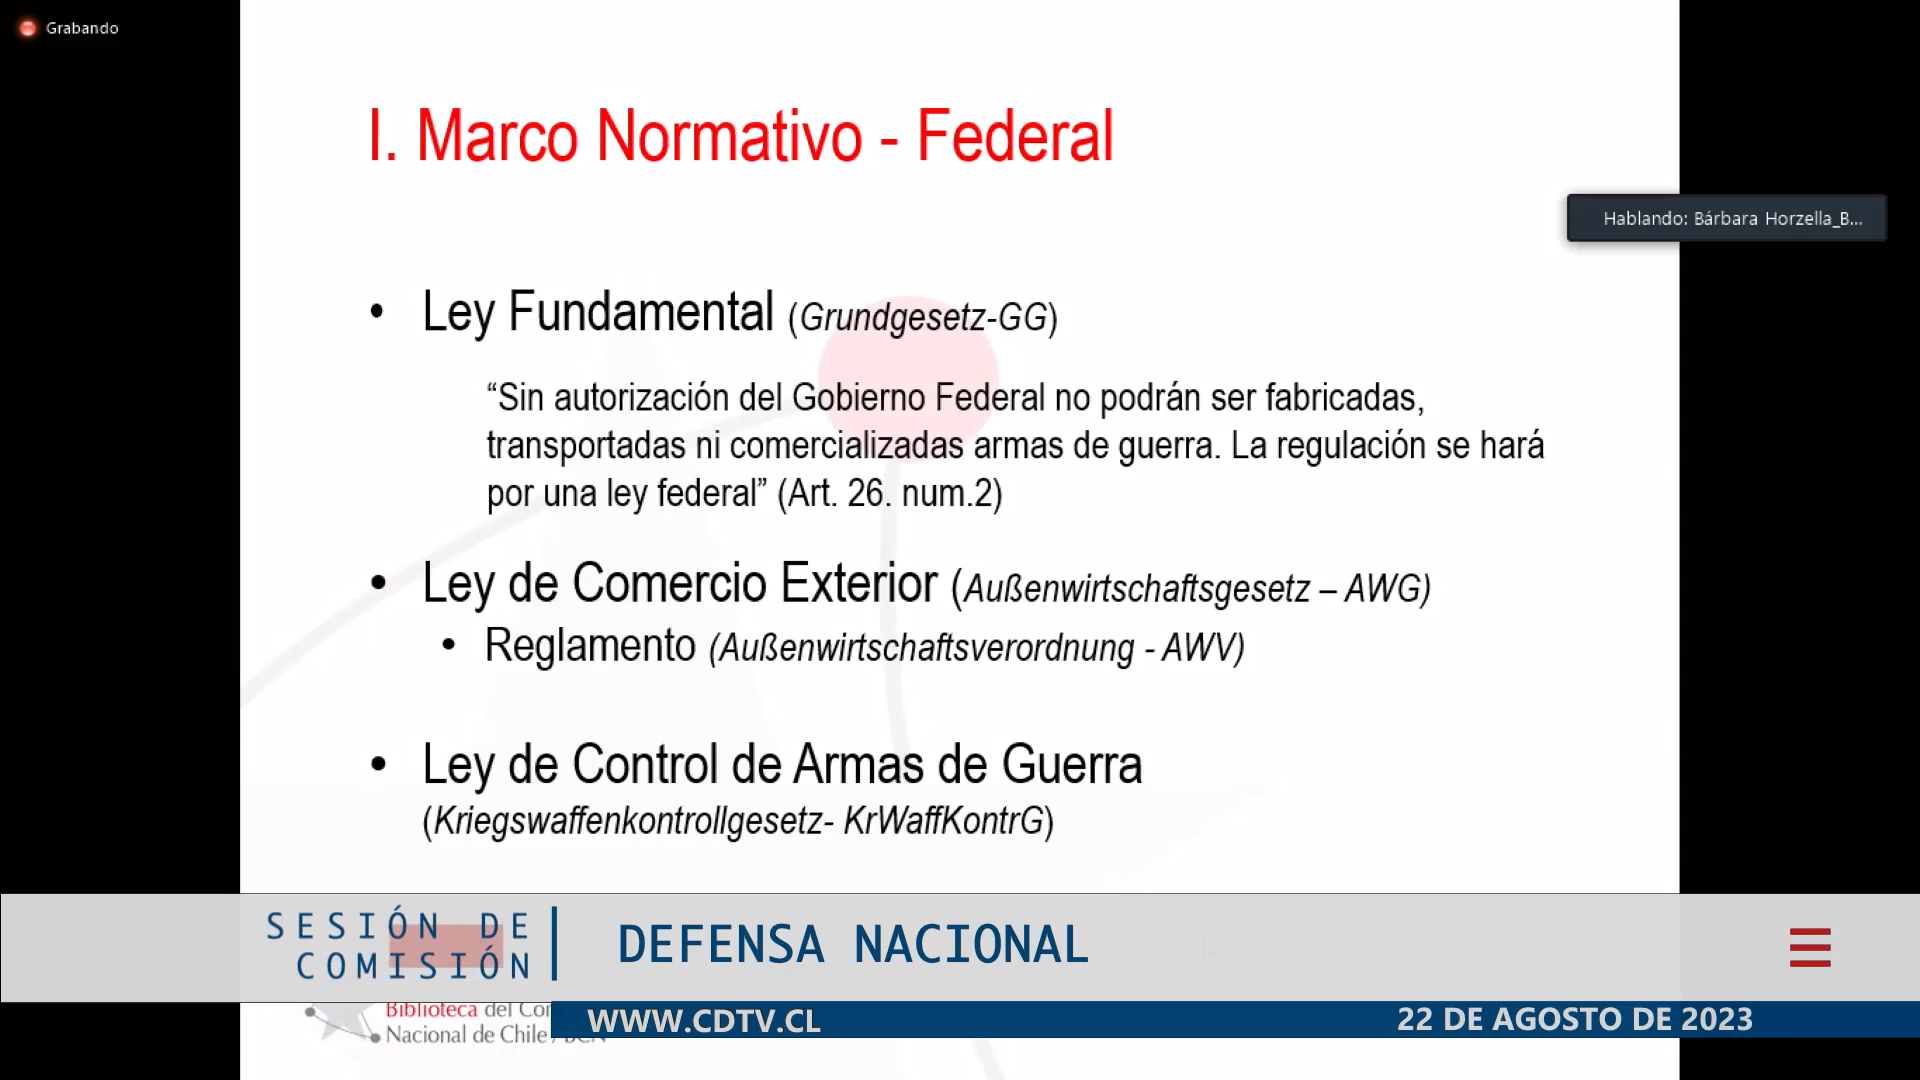 Grabando
I. Marco Normativo - Federal
Hablando: Bárbara Horzella_B...
• Ley Fundamental (Grundgesetz-GG)
“Sin autorización del Gobierno Federal no podrán ser fabricadas,
transportadas ni comercializadas armas de guerra. La regulación se hará
por una ley federal” (Art. 26. num.2)
• Ley de Comercio Exterior (Außenwirtschaftsgesetz – AWG)
• Reglamento (Außenwirtschaftsverordnung - AWV)
• Ley de Control de Armas de Guerra
(Kriegswaffenkontrollgesetz- KrWaffKontrG)
SESIÓN DE
COMISIÓN
DEFENSA NACIONAL
Biblioteca del Con
Nacional de Chile / BCN
WWW.CDTV.CL
22 DE AGOSTO DE 2023